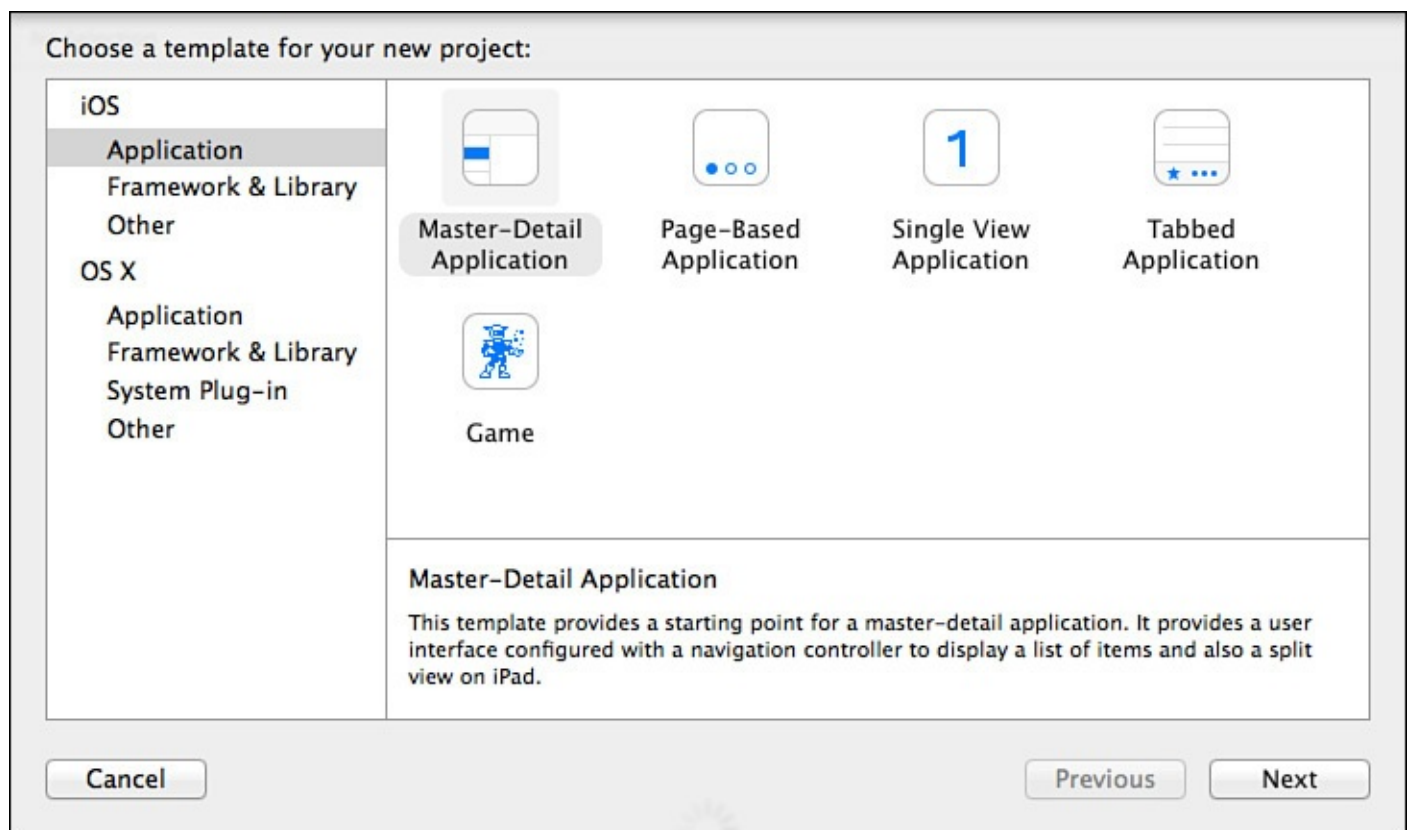 Choose a template for your new project:
iOS
Application
Framework & Library
Other
OS X
Application
Framework & Library
System Plug-in
Other
Master-Detail
Application
Page-Based
Application
1
Single View
Application
Tabbed
Application
Game
Master-Detail Application
This template provides a starting point for a master-detail application. It provides a user
interface configured with a navigation controller to display a list of items and also a split
view on iPad.
Cancel
Previous
Next